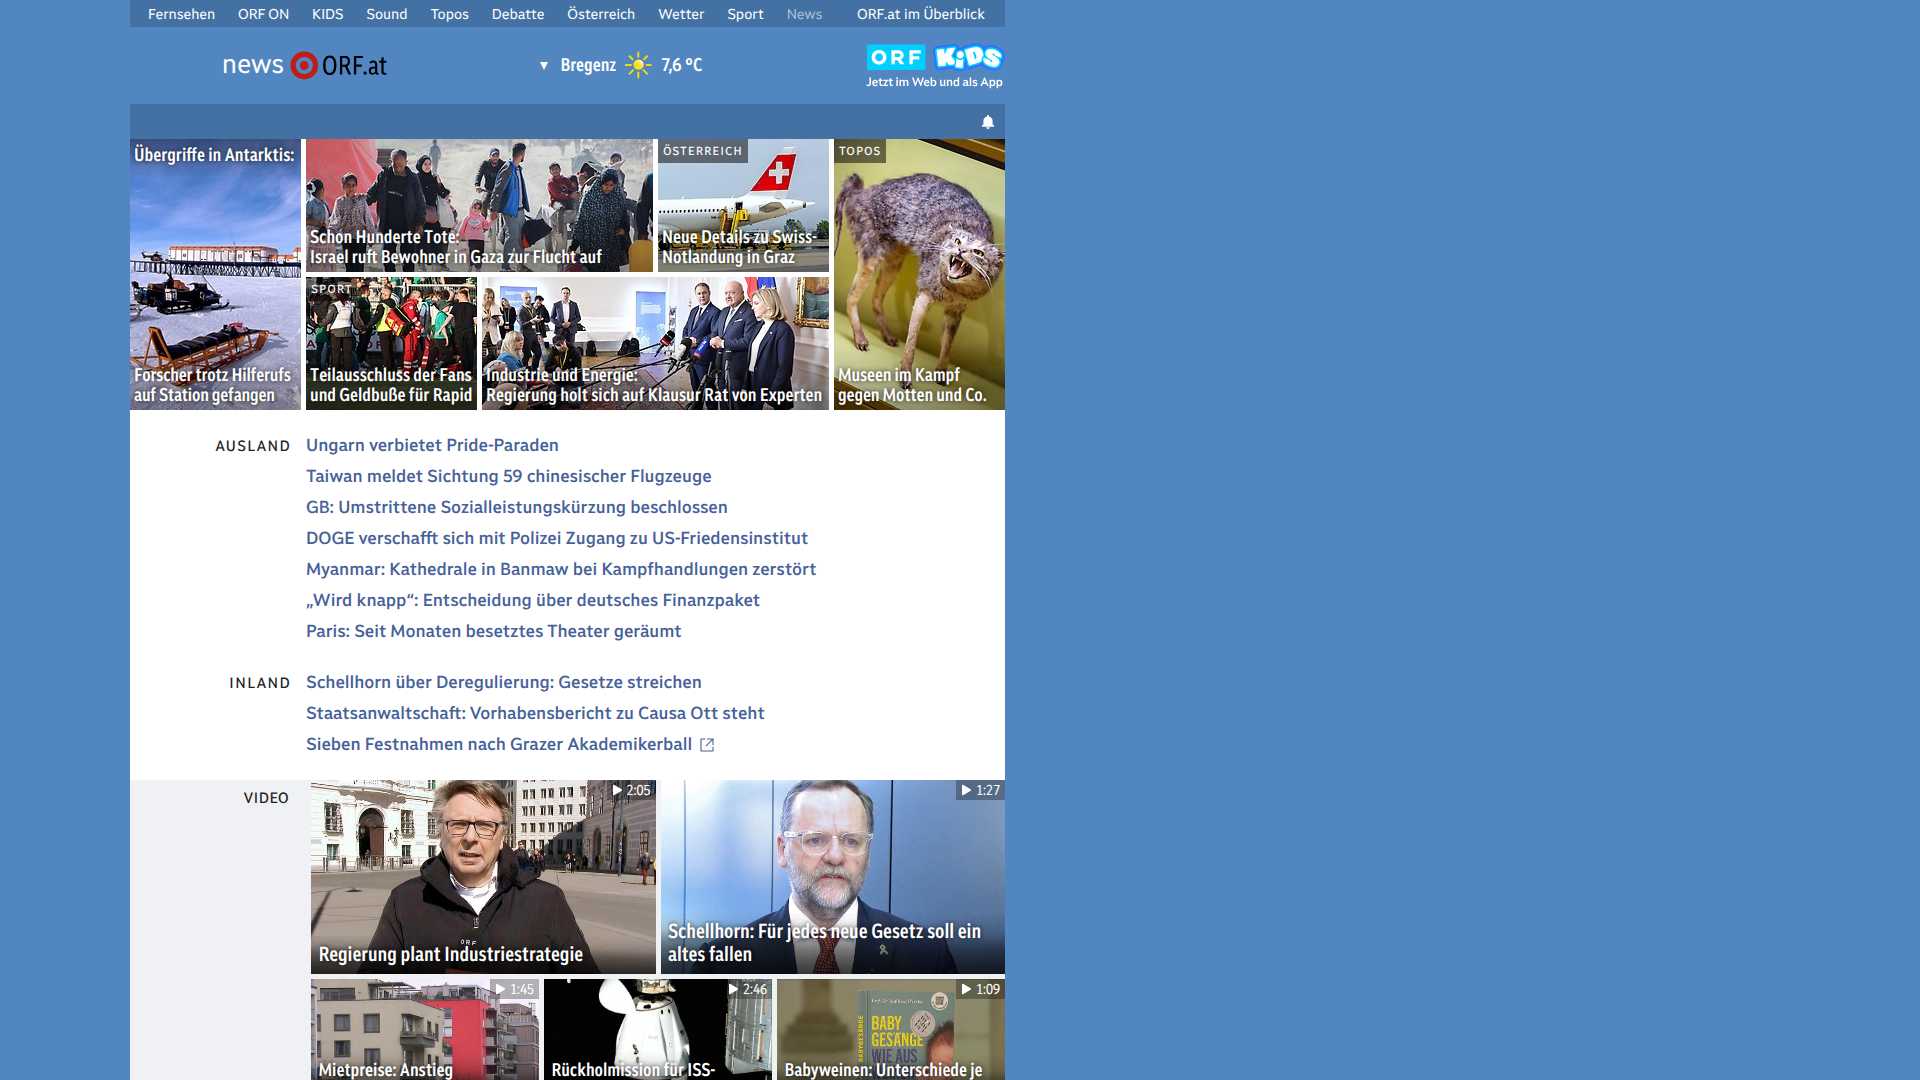 Fernsehen ORF ON KIDS Sound Topos Debatte Österreich Wetter Sport News ORF.at im Überblick
news ORF.at
Bregenz 7,6 °C
ORF KiDS
Jetzt im Web und als App
Übergriffe in Antarktis:
Forscher trotz Hilferufs
auf Station gefangen
Schon Hunderte Tote:
Israel ruft Bewohner in Gaza zur Flucht auf
ÖSTERREICH
Neue Details zu Swiss-
Notlandung in Graz
TOPOS
Museen im Kampf
gegen Motten und Co.
SPORT
Teilausschluss der Fans
und Geldbuße für Rapid
Industrie und Energie:
Regierung holt sich auf Klausur Rat von Experten
AUSLAND
Ungarn verbietet Pride-Paraden
Taiwan meldet Sichtung 59 chinesischer Flugzeuge
GB: Umstrittene Sozialleistungskürzung beschlossen
DOGE verschafft sich mit Polizei Zugang zu US-Friedensinstitut
Myanmar: Kathedrale in Banmaw bei Kampfhandlungen zerstört
„Wird knapp“: Entscheidung über deutsches Finanzpaket
Paris: Seit Monaten besetztes Theater geräumt
INLAND
Schellhorn über Deregulierung: Gesetze streichen
Staatsanwaltschaft: Vorhabensbericht zu Causa Ott steht
Sieben Festnahmen nach Grazer Akademikerball
VIDEO
2:05
ORF
Regierung plant Industriestrategie
1:27
Schellhorn: Für jedes neue Gesetz soll ein
altes fallen
1:45
Mietpreise: Anstieg
2:46
Rückholmission für ISS-
1:09
BABY
GESÄNGE
WIE AUS
BABYGESÄNGE
Babyweinen: Unterschiede je